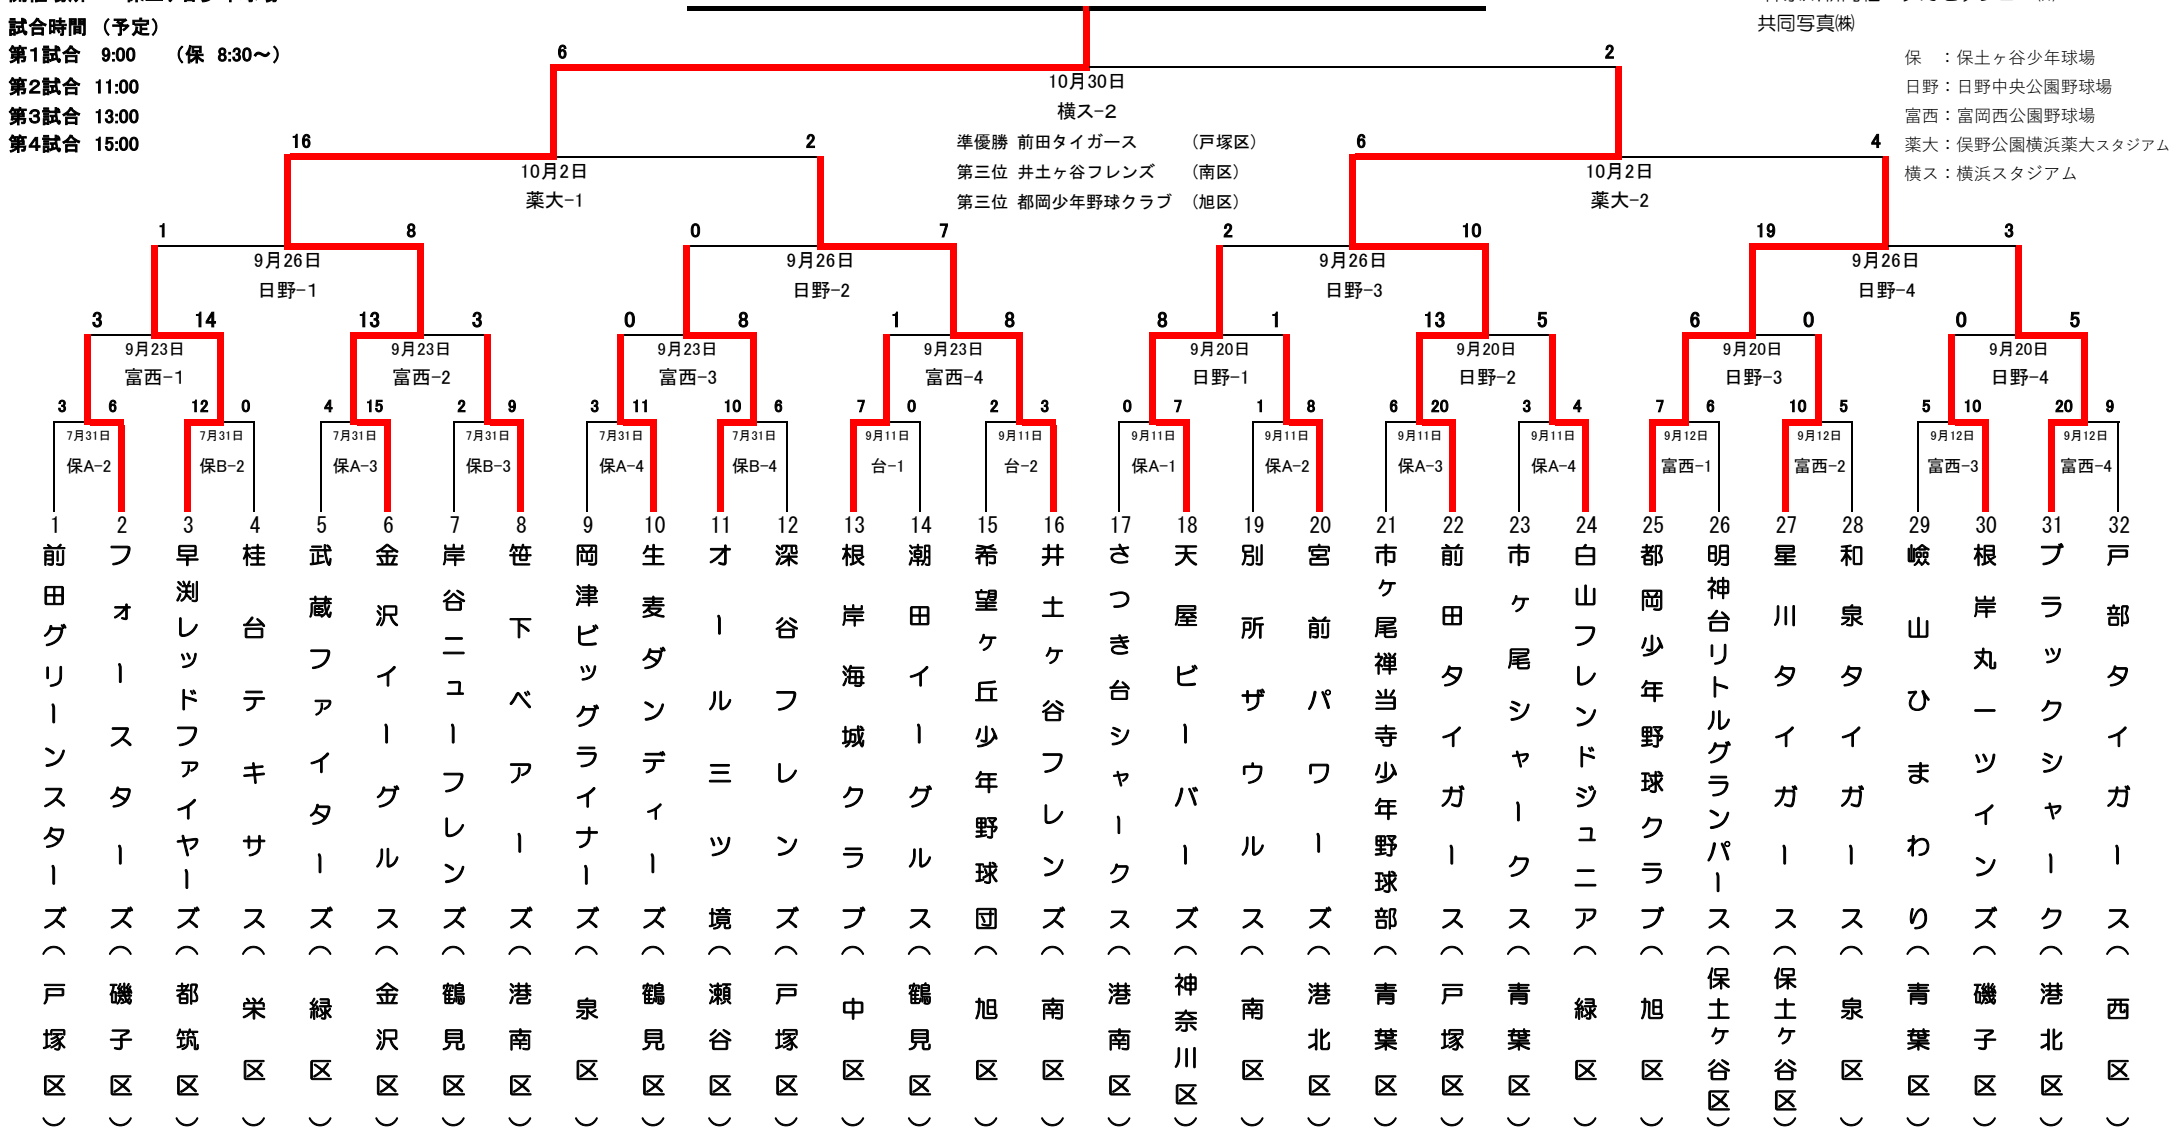 試合時間 （予定）
第1試合 9:00 （保 8:30～）
第2試合 11:00
第3試合 13:00
第4試合 15:00
共同写真㈱
保 ：保土ヶ谷少年球場
日野：日野中央公園野球場
富西：富岡西公園野球場
薬大：俣野公園横浜薬大スタジアム
横ス：横浜スタジアム
6 2
10月30日
横ス-2
準優勝 前田タイガース （戸塚区）
第三位 井土ヶ谷フレンズ （南区）
第三位 都岡少年野球クラブ （旭区）
16 2 6 4
10月2日 10月2日
薬大-1 薬大-2
1 8 0 7 2 10 19 3
9月26日 9月26日 9月26日 9月26日
日野-1 日野-2 日野-3 日野-4
3 14 13 3 0 8 1 8 8 1 13 5 6 0 0 5
9月23日 9月23日 9月23日 9月23日 9月20日 9月20日 9月20日 9月20日
富西-1 富西-2 富西-3 富西-4 日野-1 日野-2 日野-3 日野-4
3 6 12 0 4 15 2 9 3 11 10 6 7 0 2 3 0 7 1 8 6 20 3 4 7 6 10 5 5 10 20 9
7月31日 7月31日 7月31日 7月31日 7月31日 7月31日 9月11日 9月11日 9月11日 9月11日 9月11日 9月11日 9月12日 9月12日 9月12日 9月12日
保A-2 保B-2 保A-3 保B-3 保A-4 保B-4 台-1 台-2 保A-1 保A-2 保A-3 保A-4 富西-1 富西-2 富西-3 富西-4
1 前田グリーンスターズ（戸塚区）
2 フォースターズ（磯子区）
3 早渕レッドファイヤーズ（都筑区）
4 桂台テキサス（栄区）
5 武蔵ファイターズ（緑区）
6 金沢イーグルス（金沢区）
7 岸谷ニューフレンズ（鶴見区）
8 笹下ベアーズ（港南区）
9 岡津ビッグライナーズ（泉区）
10 生麦ダンディーズ（鶴見区）
11 オール三ツ境（瀬谷区）
12 深谷フレンズ（戸塚区）
13 根岸海城クラブ（中区）
14 潮田イーグルス（鶴見区）
15 希望ヶ丘少年野球団（旭区）
16 井土ヶ谷フレンズ（南区）
17 さつき台シャークス（港南区）
18 天屋ビーバーズ（神奈川区）
19 別所ザウルス（南区）
20 宮前パワーズ（港北区）
21 市ヶ尾禅当寺少年野球部（青葉区）
22 前田タイガース（戸塚区）
23 市ヶ尾シャークス（青葉区）
24 白山フレンドジュニア（緑区）
25 都岡少年野球クラブ（旭区）
26 明神台リトルグランパース（保土ヶ谷区）
27 星川タイガース（保土ヶ谷区）
28 和泉タイガース（泉区）
29 嶮山ひまわり（青葉区）
30 根岸丸一ツインズ（磯子区）
31 ブラックシャーク（港北区）
32 戸部タイガース（西区）